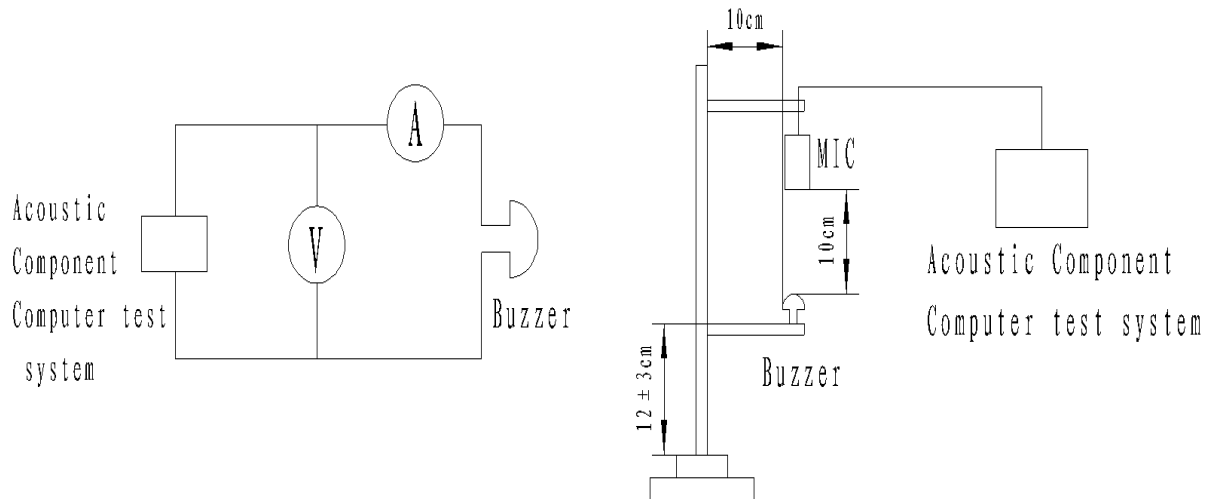 A
V
Acoustic
Component
Computer test
system
Buzzer
10cm
MIC
10cm
12±3cm
Buzzer
Acoustic Component
Computer test system